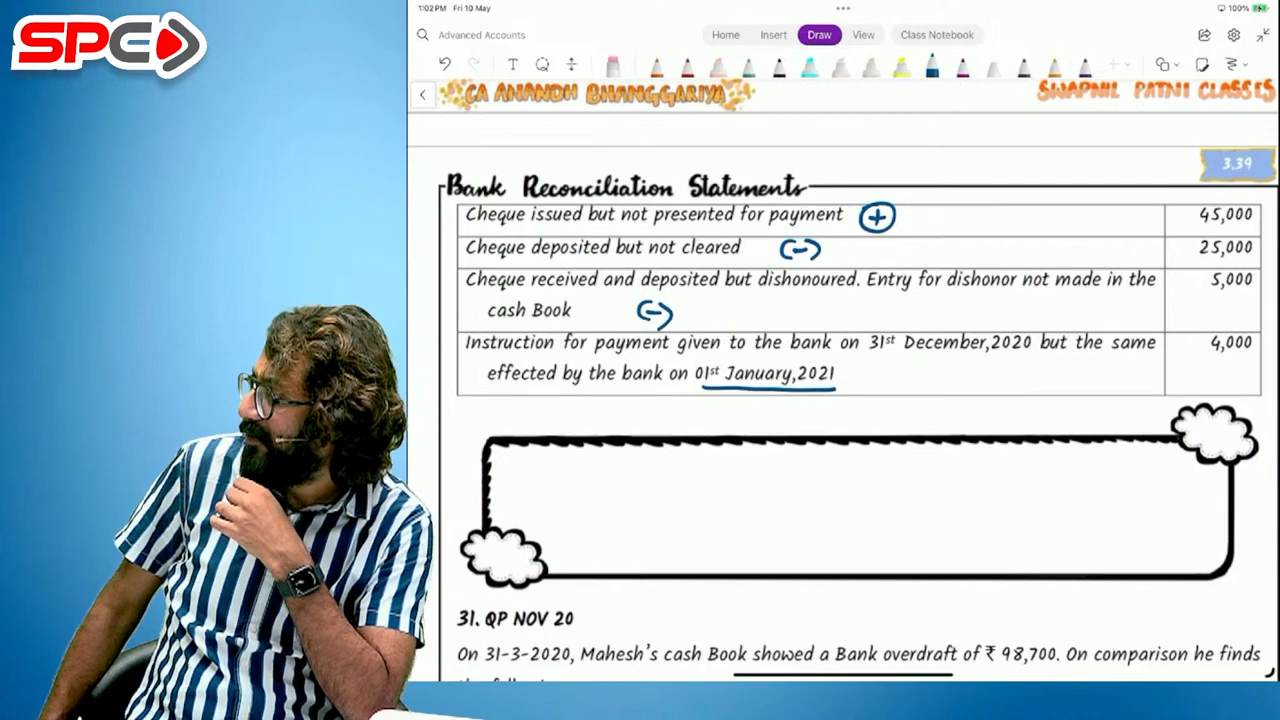 SPC
1:02 PM Fri 10 May
100%
Advanced Accounts
Home Insert Draw View Class Notebook
CA ANANDH BHANGGARIYA
SWAPNIL PATNI CLASSES
3.39
Bank Reconciliation Statements
Cheque issued but not presented for payment (+) 45,000
Cheque deposited but not cleared (-) 25,000
Cheque received and deposited but dishonoured. Entry for dishonor not made in the 5,000
cash Book (-)
Instruction for payment given to the bank on 31st December,2020 but the same 4,000
effected by the bank on 01st January,2021
31. QP NOV 20
On 31-3-2020, Mahesh's cash Book showed a Bank overdraft of ₹ 98,700. On comparison he finds